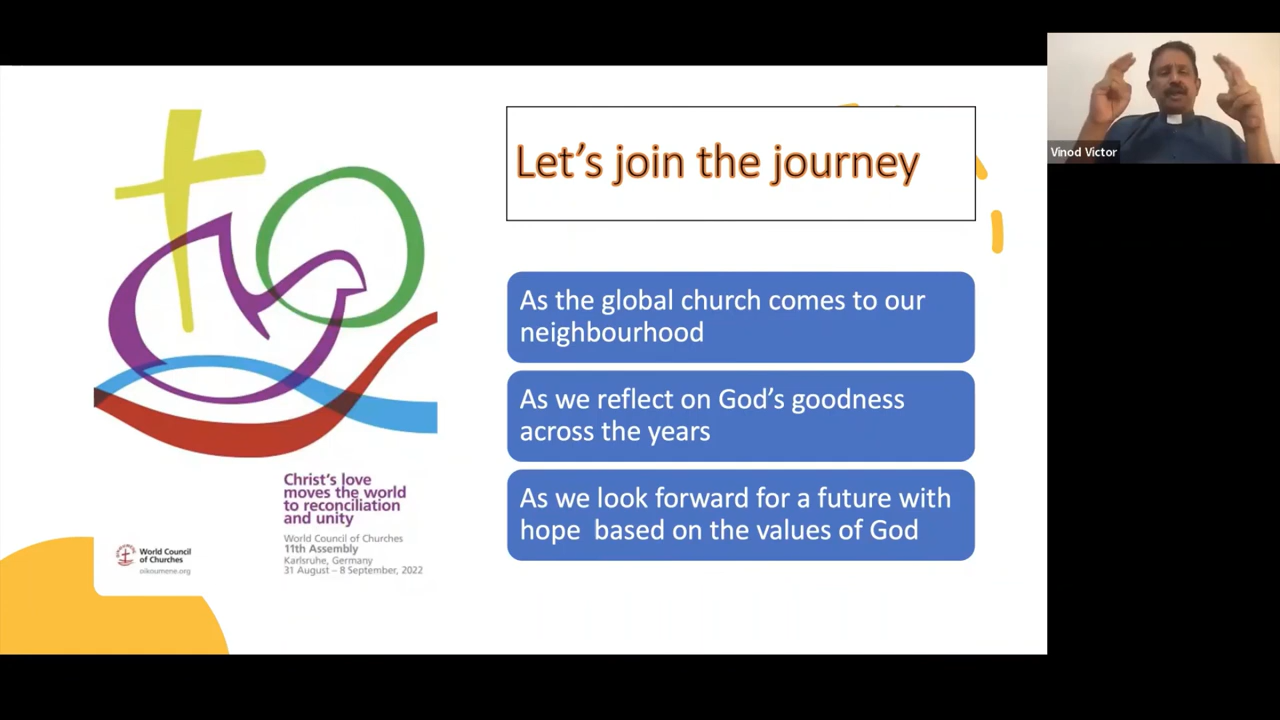 Let's join the journey
As the global church comes to our
neighbourhood
As we reflect on God's goodness
across the years
As we look forward for a future with
hope  based on the values of God
Christ's love
moves the world
to reconciliation
and unity
World Council of Churches
11th Assembly
Karlsruhe, Germany
31 August – 8 September, 2022
World Council
of Churches
oikoumene.org
Vinod Victor